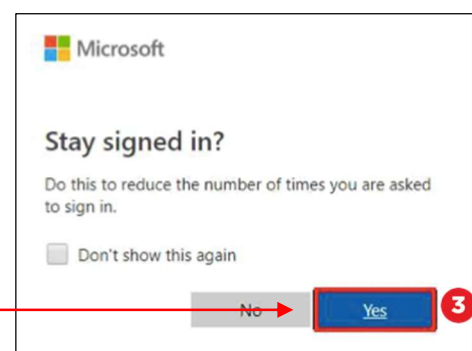 Microsoft
Stay signed in?
Do this to reduce the number of times you are asked
to sign in.
Don't show this again
No
Yes
3